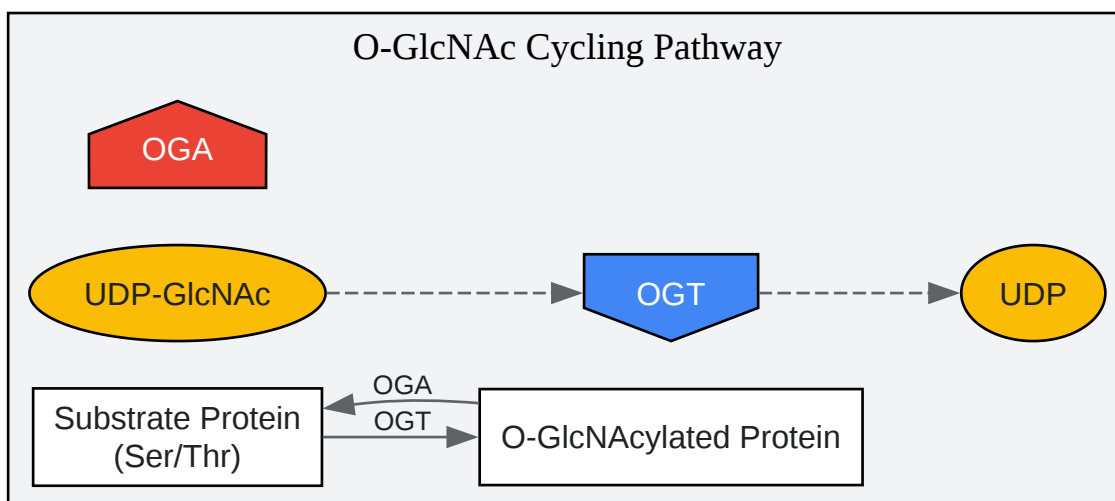 O-GlcNAc Cycling Pathway
OGA
UDP-GlcNAc
OGT
UDP
Substrate Protein
(Ser/Thr)
OGA
OGT
O-GlcNAcylated Protein